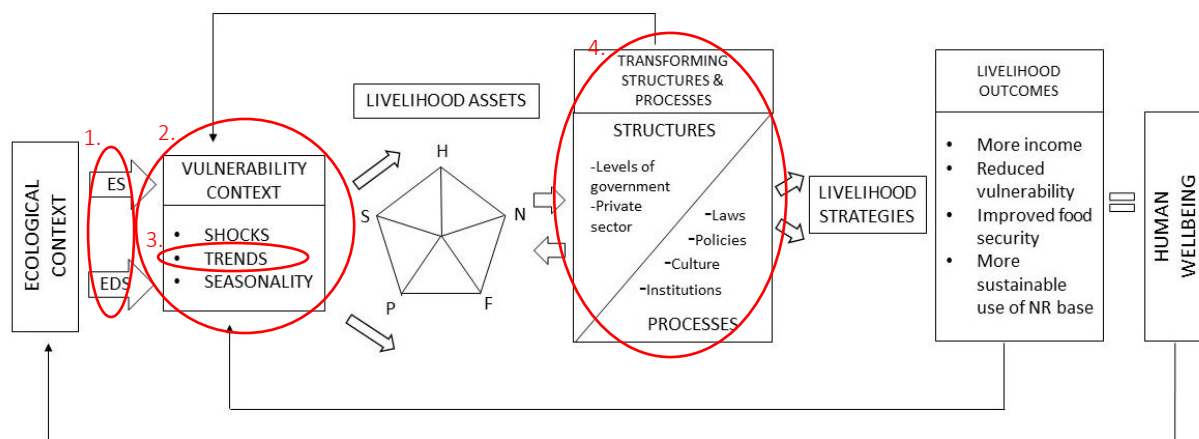 ECOLOGICAL
CONTEXT
1.
ES
EDS
2.
VULNERABILITY
CONTEXT
• SHOCKS
3.
• TRENDS
• SEASONALITY
LIVELIHOOD ASSETS
H
S
N
P
F
4.
TRANSFORMING
STRUCTURES &
PROCESSES
STRUCTURES
-Levels of
government
-Private
sector
-Laws
-Policies
-Culture
-Institutions
PROCESSES
LIVELIHOOD
STRATEGIES
LIVELIHOOD
OUTCOMES
• More income
• Reduced
vulnerability
• Improved food
security
• More
sustainable
use of NR base
HUMAN
WELLBEING